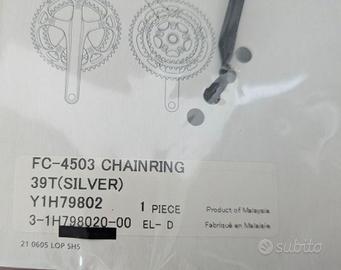 FC-4503 CHAINRING
39T(SILVER)
Y1H79802 1 PIECE Product of Malaysia
3-1H798020-00 EL- D Fabriqué en Malaisie
21 0605 LOP SH5
subito